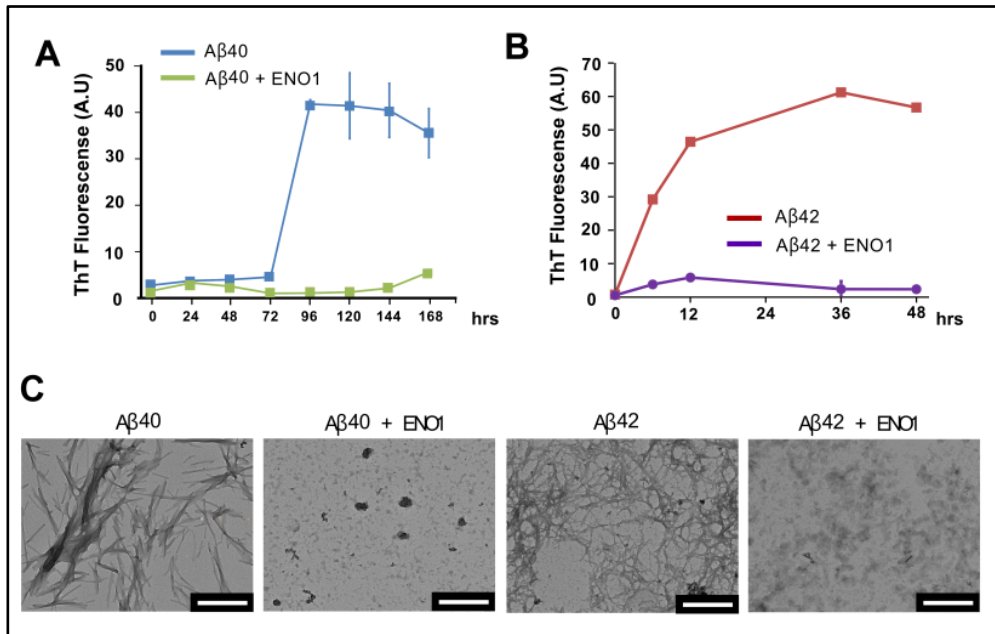 A
Aβ40
Aβ40 + ENO1
ThT Fluorescense (A.U)
50
40
30
20
10
0
0 24 48 72 96 120 144 168 hrs
B
ThT Fluorescense (A.U)
70
60
50
40
30
20
10
0
Aβ42
Aβ42 + ENO1
0 12 24 36 48 hrs
C
Aβ40 Aβ40 + ENO1 Aβ42 Aβ42 + ENO1